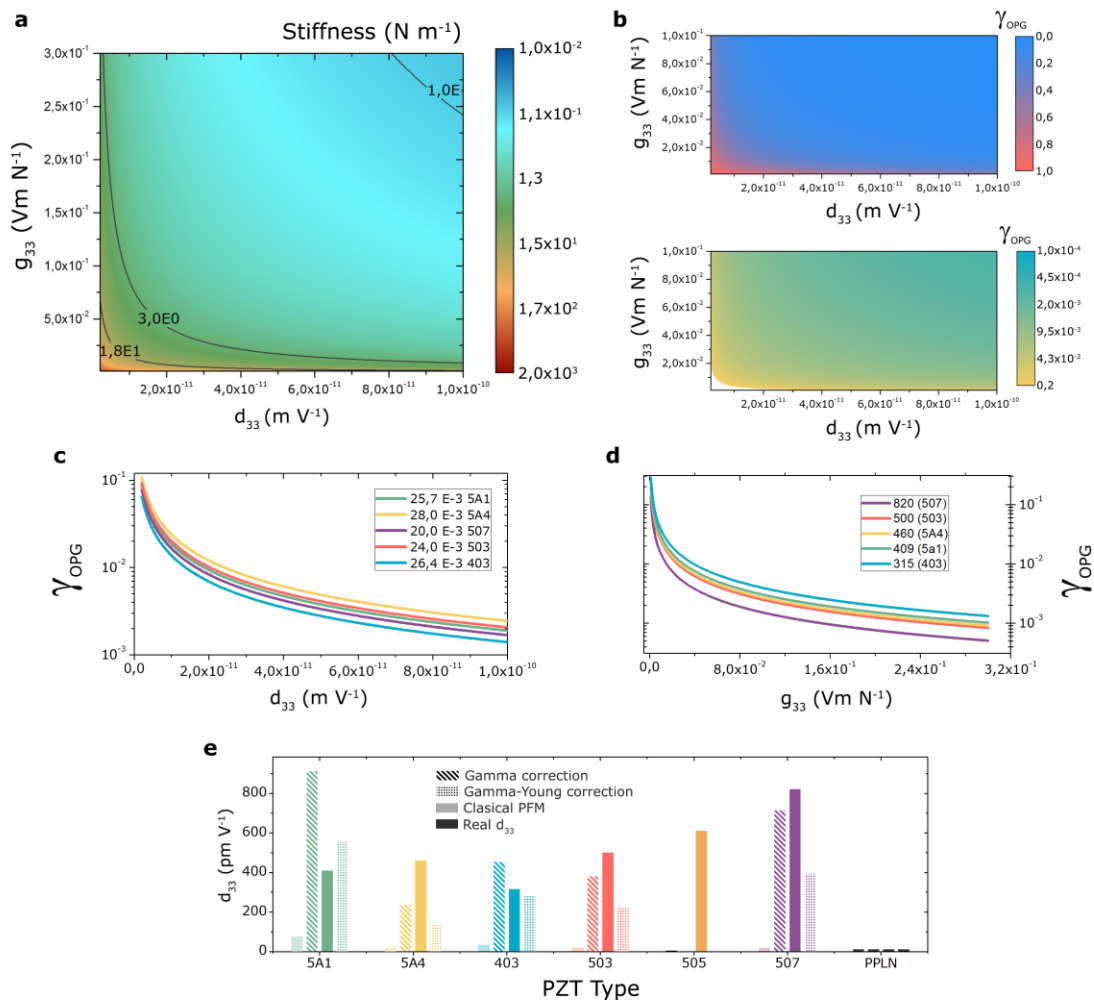 a
Stiffness (N m⁻¹)
3,0x10⁻¹
2,5x10⁻¹
2,0x10⁻¹
1,5x10⁻¹
1,0x10⁻¹
5,0x10⁻²
g₃₃ (Vm N⁻¹)
1,0E-
3,0E0
1,8E1
2,0x10⁻¹¹ 4,0x10⁻¹¹ 6,0x10⁻¹¹ 8,0x10⁻¹¹ 1,0x10⁻¹⁰
d₃₃ (m V⁻¹)
1,0x10⁻²
1,1x10⁻¹
1,3
1,5x10¹
1,7x10²
2,0x10³
b
γOPG
1,0x10⁻¹
8,0x10⁻²
6,0x10⁻²
4,0x10⁻²
2,0x10⁻²
g₃₃ (Vm N⁻¹)
2,0x10⁻¹¹ 4,0x10⁻¹¹ 6,0x10⁻¹¹ 8,0x10⁻¹¹ 1,0x10⁻¹⁰
d₃₃ (m V⁻¹)
0,0
0,2
0,4
0,6
0,8
1,0
γOPG
1,0x10⁻¹
8,0x10⁻²
6,0x10⁻²
4,0x10⁻²
2,0x10⁻²
g₃₃ (Vm N⁻¹)
2,0x10⁻¹¹ 4,0x10⁻¹¹ 6,0x10⁻¹¹ 8,0x10⁻¹¹ 1,0x10⁻¹⁰
d₃₃ (m V⁻¹)
1,0x10⁻⁴
4,5x10⁻⁴
2,0x10⁻³
9,5x10⁻³
4,3x10⁻²
0,2
c
10⁻¹
10⁻²
10⁻³
γOPG
25,7 E-3 5A1
28,0 E-3 5A4
20,0 E-3 507
24,0 E-3 503
26,4 E-3 403
0,0 2,0x10⁻¹¹ 4,0x10⁻¹¹ 6,0x10⁻¹¹ 8,0x10⁻¹¹ 1,0x10⁻¹⁰
d₃₃ (m V⁻¹)
d
820 (507)
500 (503)
460 (5A4)
409 (5a1)
315 (403)
10⁻¹
10⁻²
10⁻³
γOPG
0,0 8,0x10⁻² 1,6x10⁻¹ 2,4x10⁻¹ 3,2x10⁻¹
g₃₃ (Vm N⁻¹)
e
800
600
400
200
0
d₃₃ (pm V⁻¹)
Gamma correction
Gamma-Young correction
Clasical PFM
Real d₃₃
5A1 5A4 403 503 505 507 PPLN
PZT Type